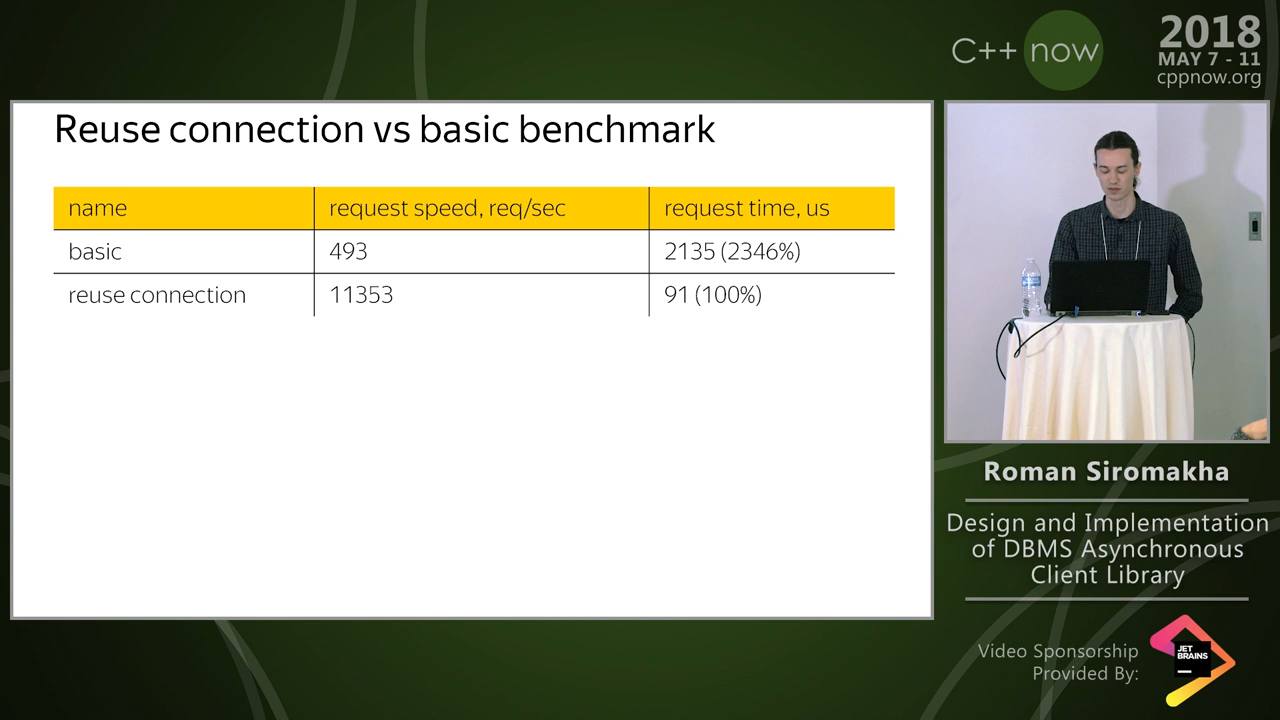 C++ now
2018
MAY 7 - 11
cppnow.org
Reuse connection vs basic benchmark
name request speed, req/sec request time, us
basic 493 2135 (2346%)
reuse connection 11353 91 (100%)
Roman Siromakha
Design and Implementation
of DBMS Asynchronous
Client Library
Video Sponsorship
Provided By:
JET
BRAINS